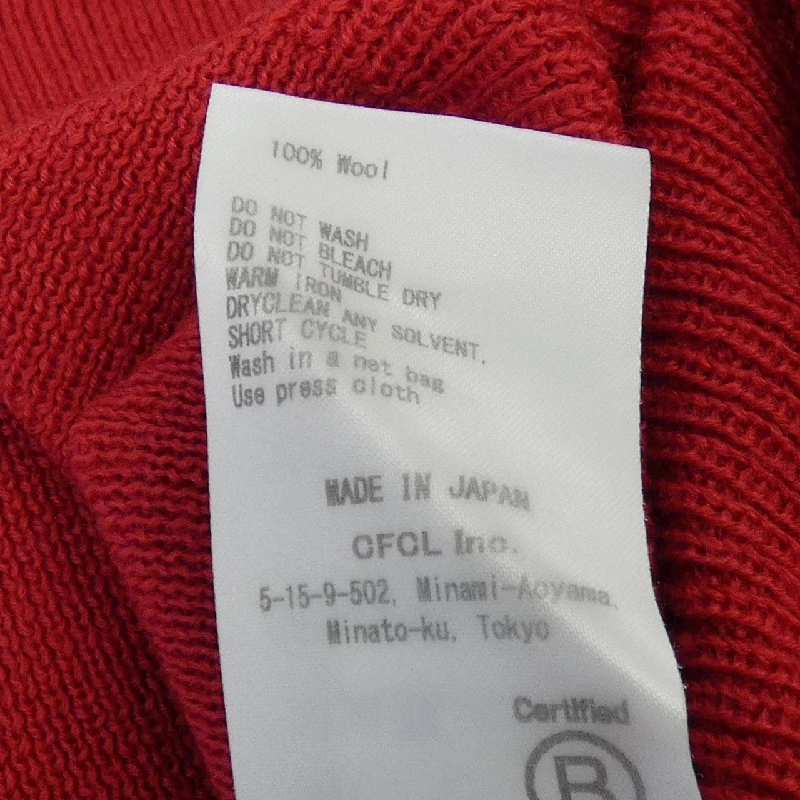 100% Wool
DO NOT WASH
DO NOT BLEACH
DO NOT TUMBLE DRY
WARM IRON
DRYCLEAN ANY SOLVENT.
SHORT CYCLE
Wash in a net bag
Use press cloth
MADE IN JAPAN
CFCL Inc.
5-15-9-502, Minami-Aoyama,
Minato-ku, Tokyo
Certified
B